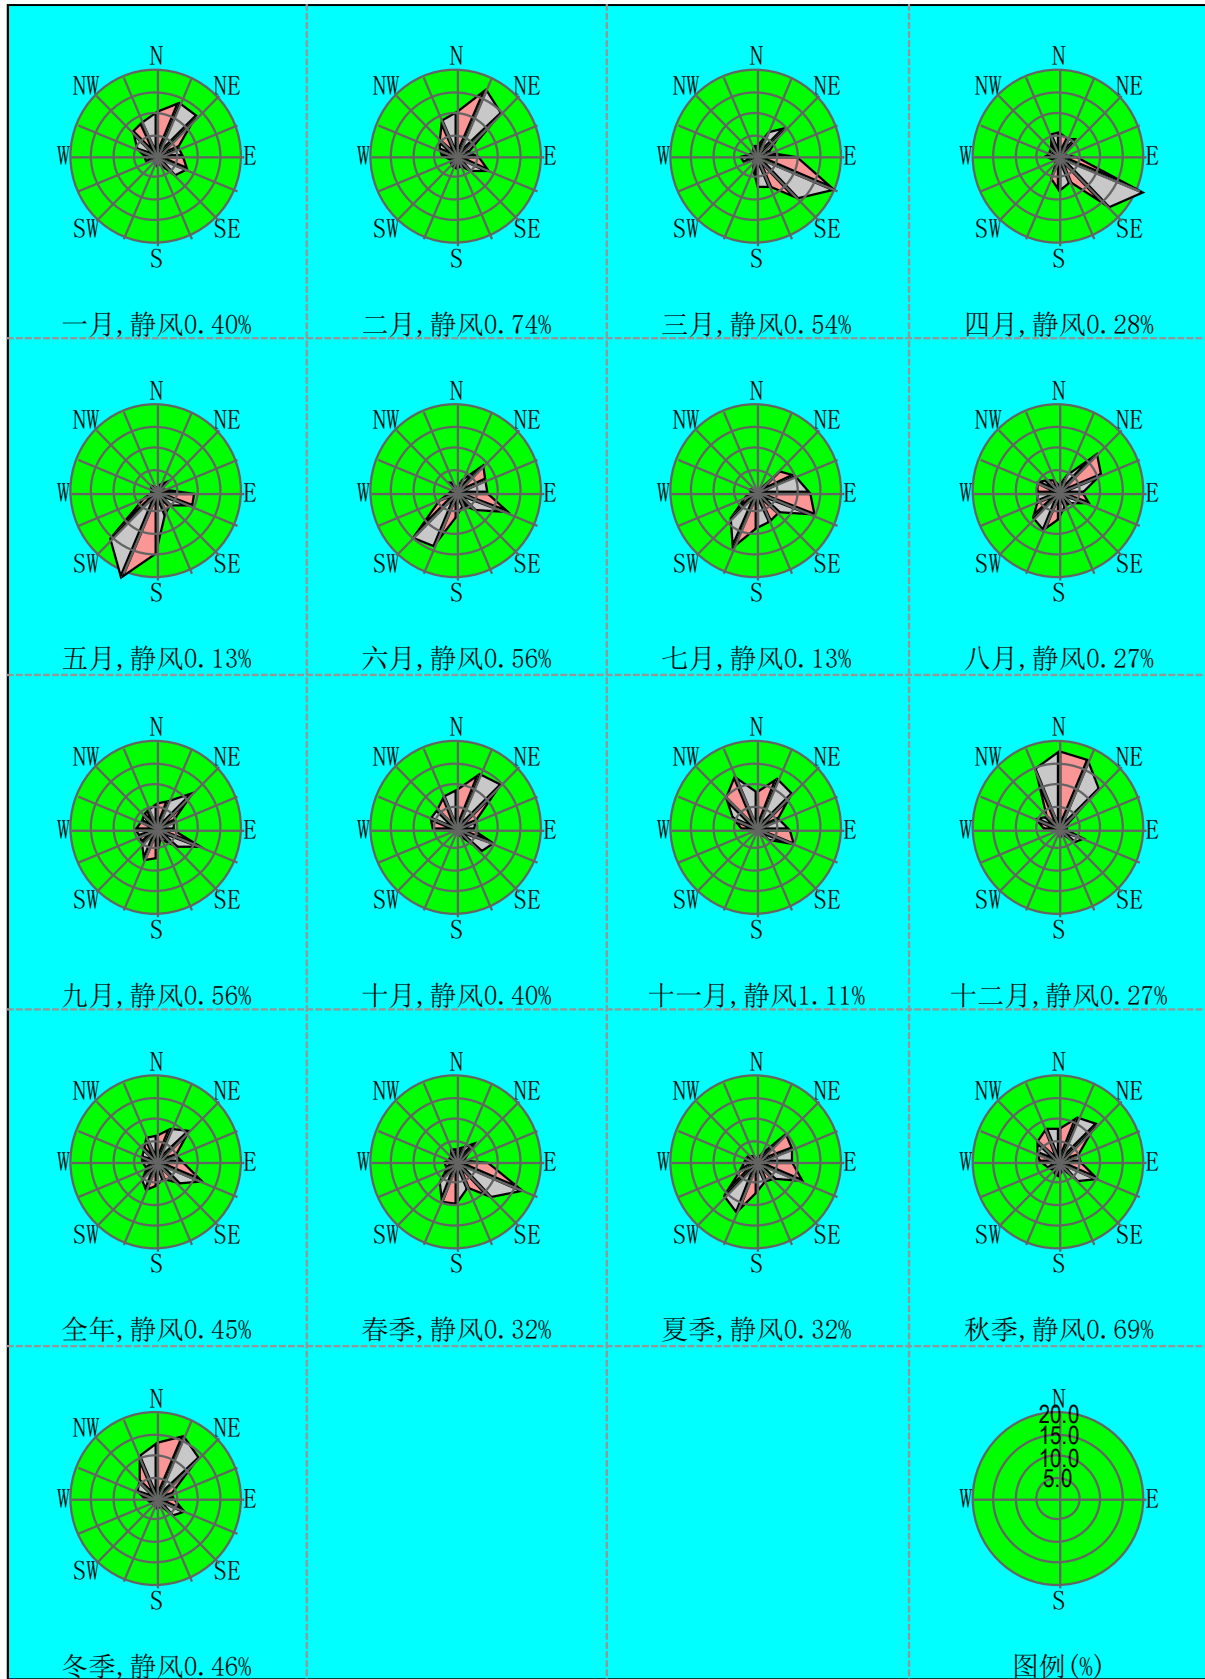 N N N N
NW NE NW NE NW NE NW NE
W E W E W E W E
SW SE SW SE SW SE SW SE
S S S S
一月,静风0.40% 二月,静风0.74% 三月,静风0.54% 四月,静风0.28%
N N N N
NW NE NW NE NW NE NW NE
W E W E W E W E
SW SE SW SE SW SE SW SE
S S S S
五月,静风0.13% 六月,静风0.56% 七月,静风0.13% 八月,静风0.27%
N N N N
NW NE NW NE NW NE NW NE
W E W E W E W E
SW SE SW SE SW SE SW SE
S S S S
九月,静风0.56% 十月,静风0.40% 十一月,静风1.11% 十二月,静风0.27%
N N N N
NW NE NW NE NW NE NW NE
W E W E W E W E
SW SE SW SE SW SE SW SE
S S S S
全年,静风0.45% 春季,静风0.32% 夏季,静风0.32% 秋季,静风0.69%
N N
20.0
NW NE
15.0
10.0
5.0
W E W E
SW SE
S S
冬季,静风0.46% 图例(%)